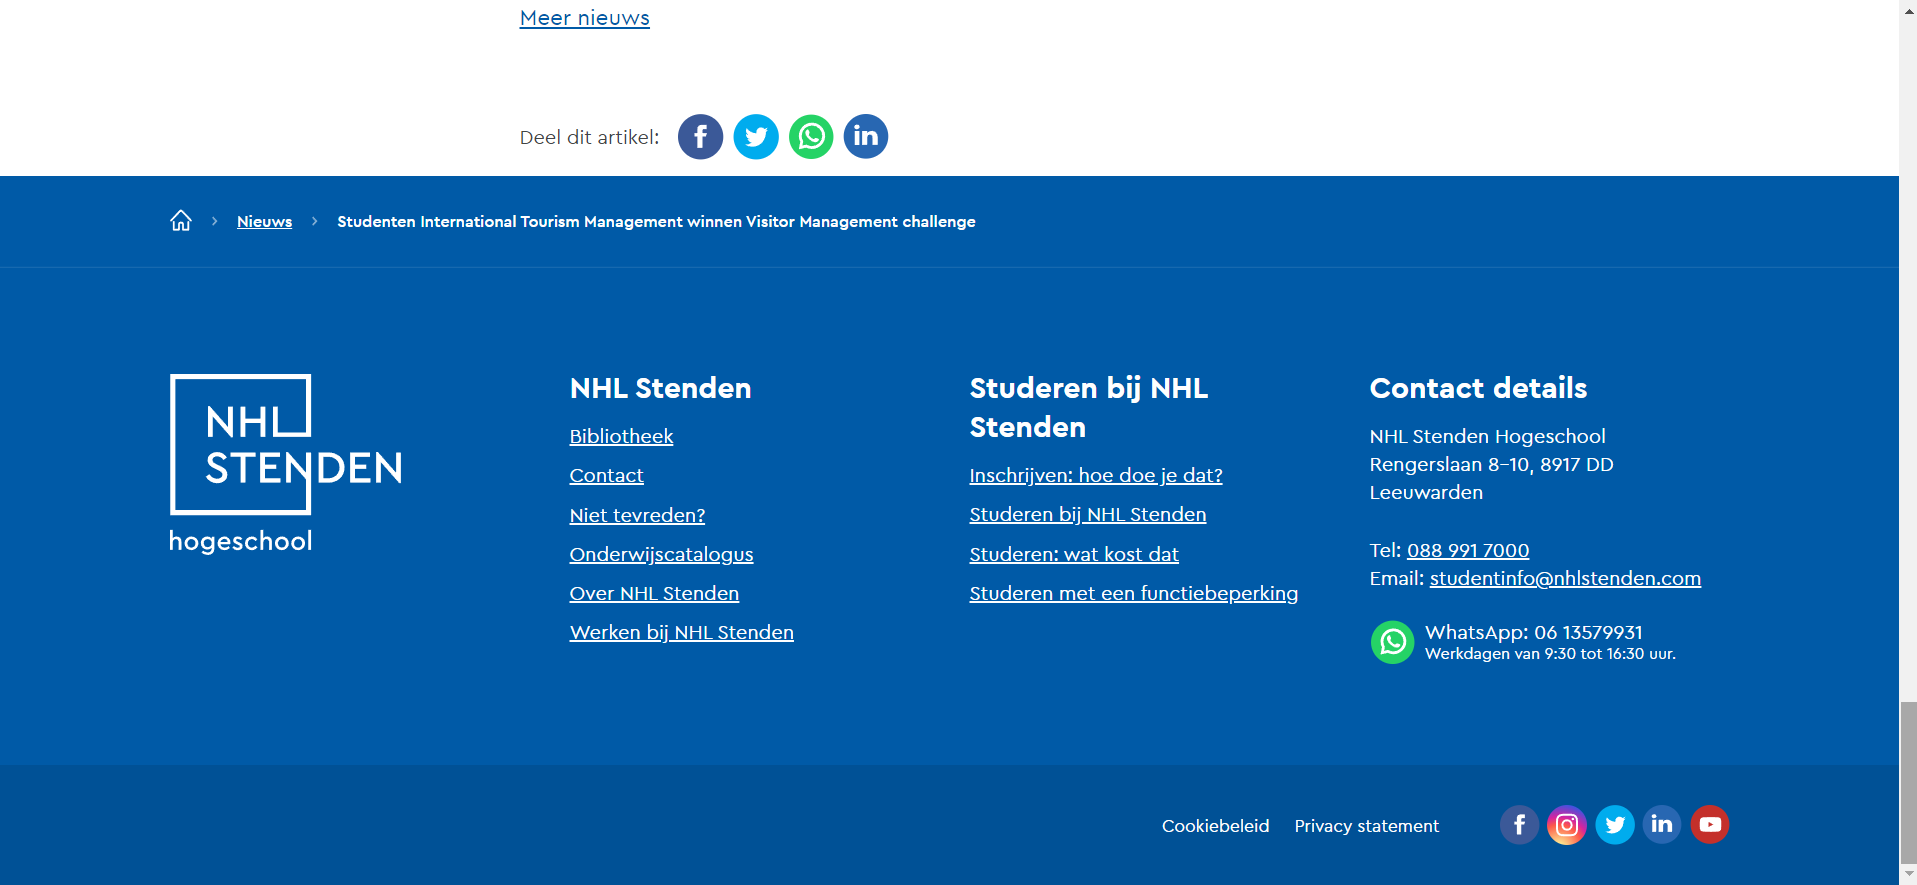 Meer nieuws
Deel dit artikel:
Nieuws
Studenten International Tourism Management winnen Visitor Management challenge
NHL
STENDEN
hogeschool
NHL Stenden
Bibliotheek
Contact
Niet tevreden?
Onderwijscatalogus
Over NHL Stenden
Werken bij NHL Stenden
Studeren bij NHL
Stenden
Inschrijven: hoe doe je dat?
Studeren bij NHL Stenden
Studeren: wat kost dat
Studeren met een functiebeperking
Contact details
NHL Stenden Hogeschool
Rengerslaan 8-10, 8917 DD
Leeuwarden
Tel: 088 991 7000
Email: studentinfo@nhlstenden.com
WhatsApp: 06 13579931
Werkdagen van 9:30 tot 16:30 uur.
Cookiebeleid
Privacy statement